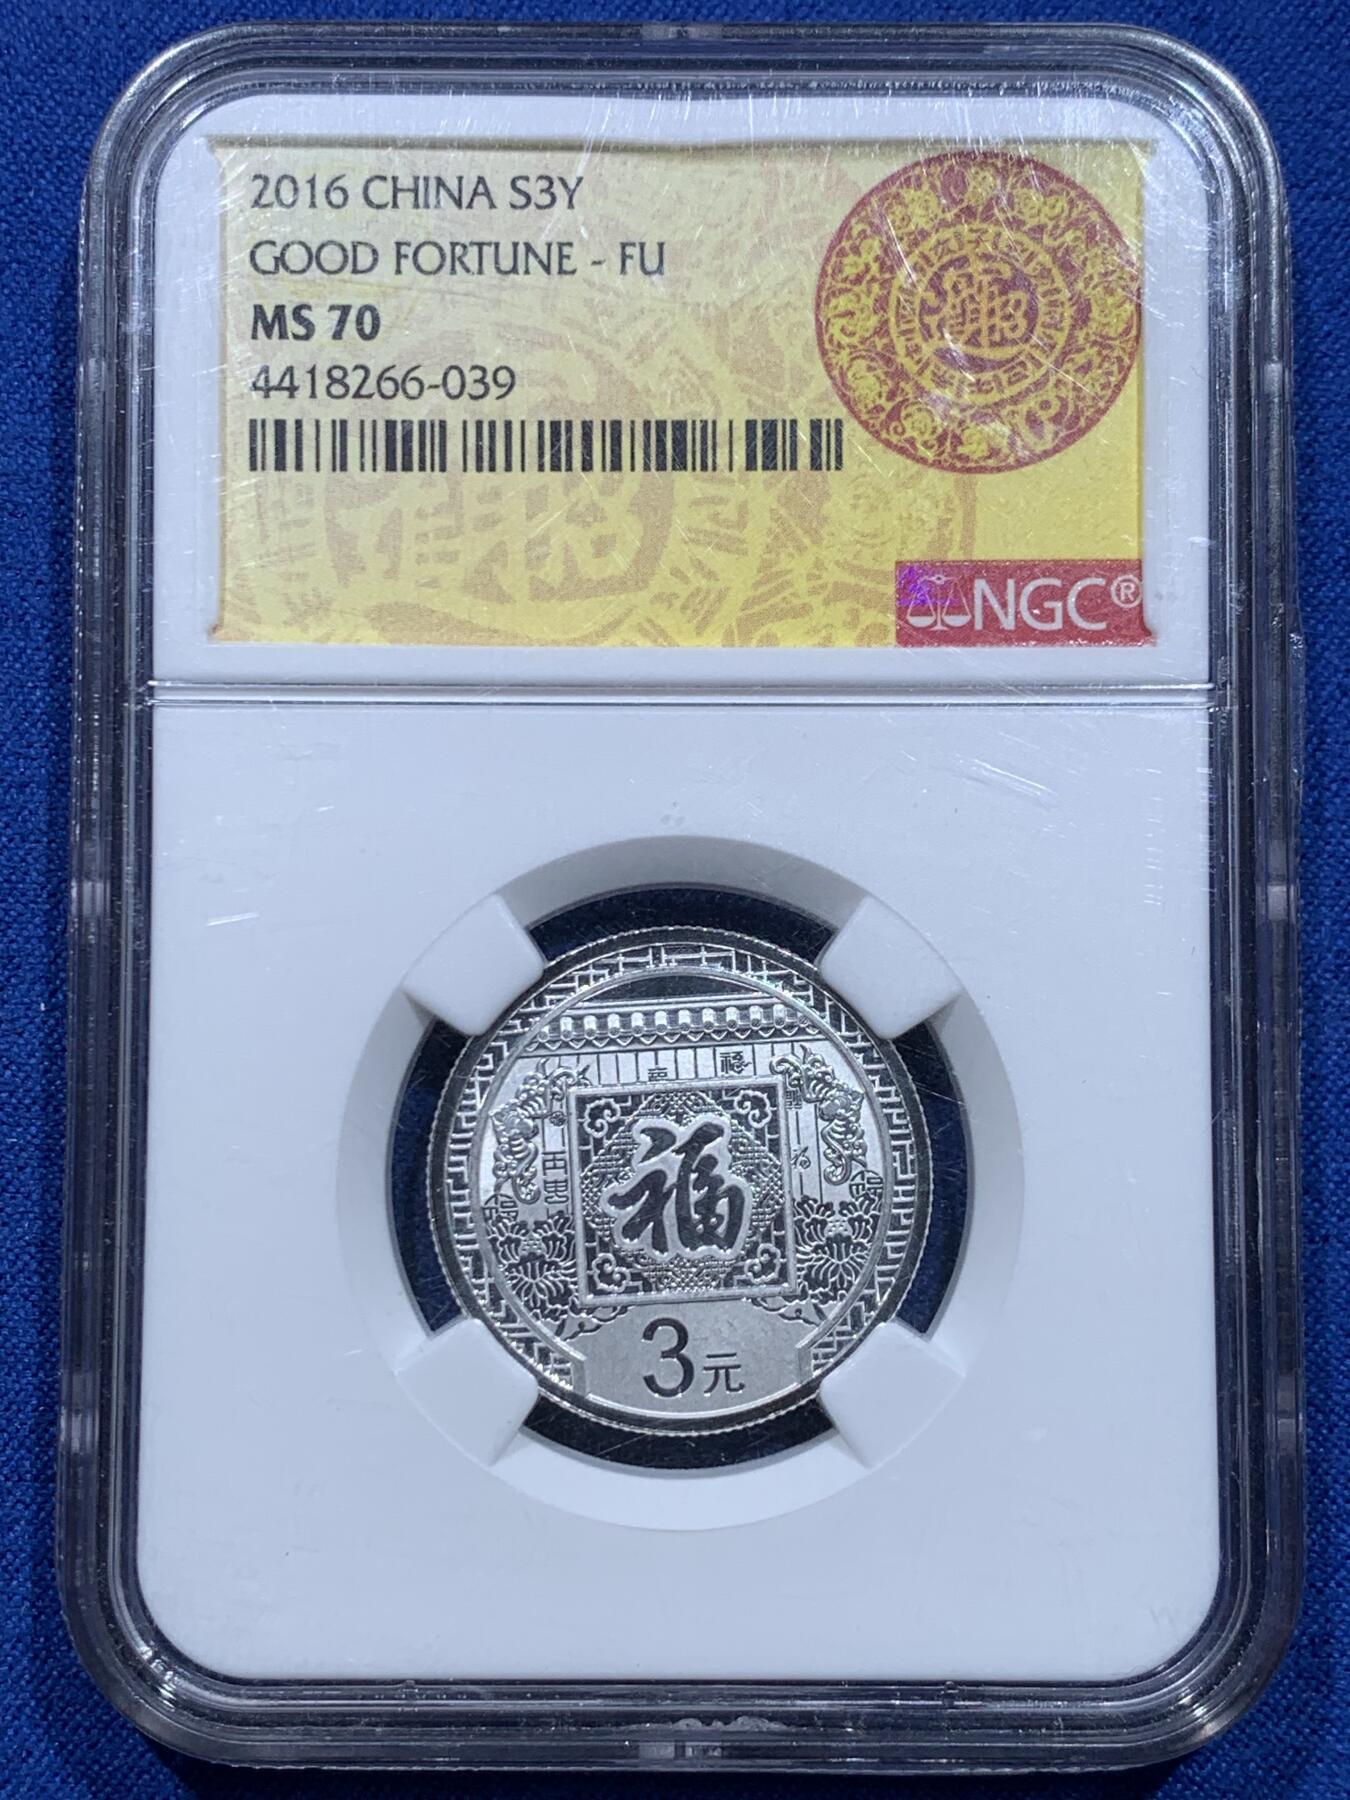 2016 CHINA S3Y
GOOD FORTUNE - FU
MS 70
4418266-039
NGC®
福
3元